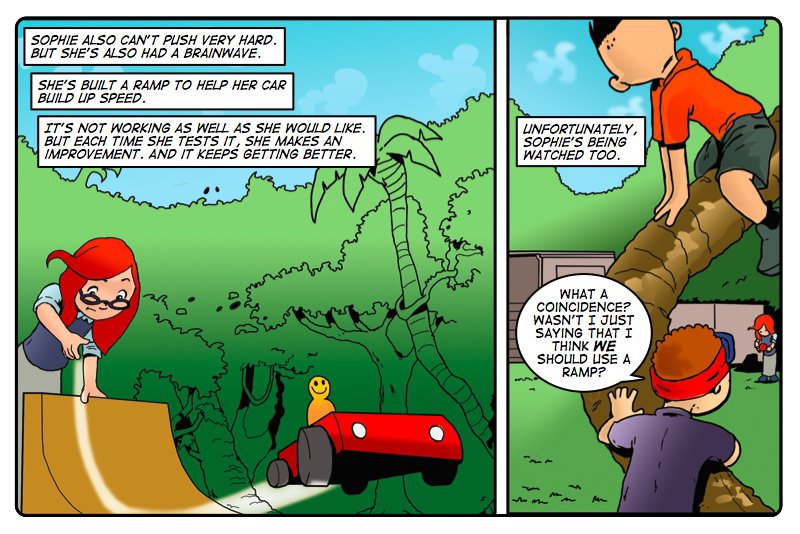 SOPHIE ALSO CAN'T PUSH VERY HARD.
BUT SHE'S ALSO HAD A BRAINWAVE.
SHE'S BUILT A RAMP TO HELP HER CAR
BUILD UP SPEED.
IT'S NOT WORKING AS WELL AS SHE WOULD LIKE.
BUT EACH TIME SHE TESTS IT, SHE MAKES AN
IMPROVEMENT. AND IT KEEPS GETTING BETTER.
UNFORTUNATELY,
SOPHIE'S BEING
WATCHED TOO.
WHAT A
COINCIDENCE?
WASN'T I JUST
SAYING THAT I
THINK WE
SHOULD USE A
RAMP?